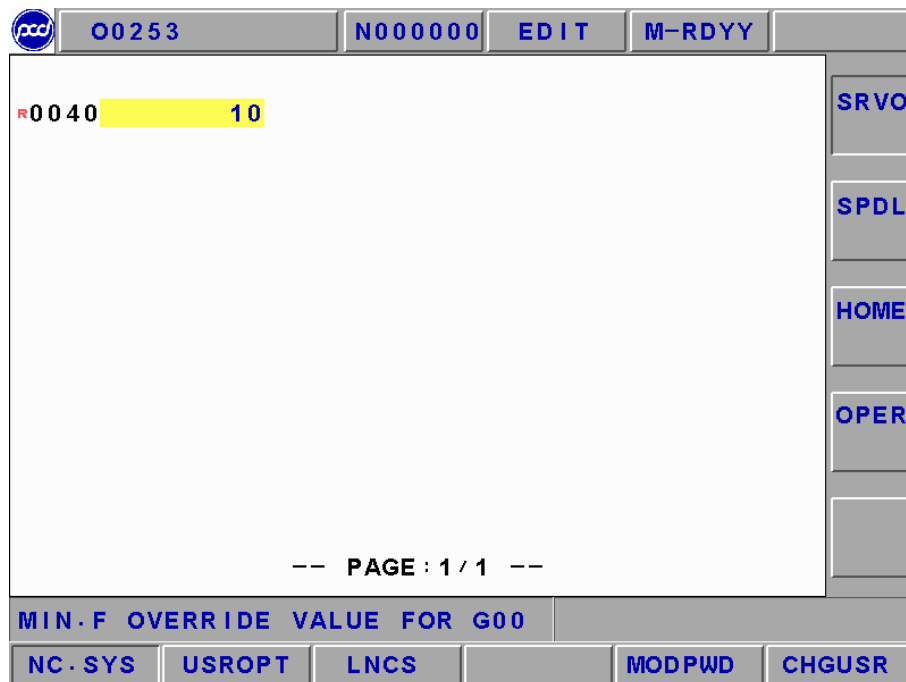 pcd O0253 N000000 EDIT M-RDYY
R0040 10
SRVO
SPDL
HOME
OPER
-- PAGE:1/1 --
MIN.F OVERRIDE VALUE FOR G00
NC.SYS USROPT LNCS MODPWD CHGUSR